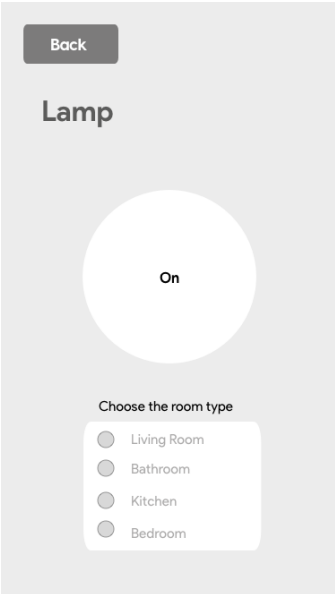 Back
Lamp
On
Choose the room type
Living Room
Bathroom
Kitchen
Bedroom